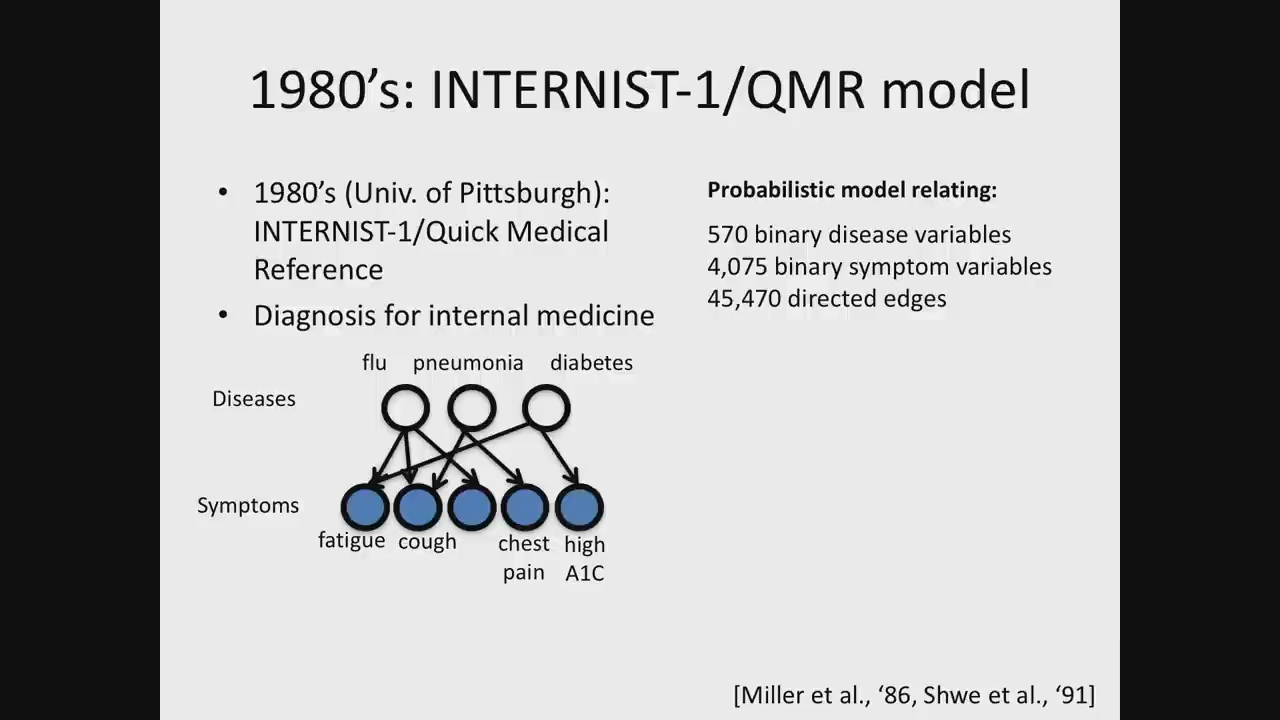 1980’s: INTERNIST-1/QMR model
• 1980’s (Univ. of Pittsburgh):
INTERNIST-1/Quick Medical
Reference
• Diagnosis for internal medicine
Probabilistic model relating:
570 binary disease variables
4,075 binary symptom variables
45,470 directed edges
flu pneumonia diabetes
Diseases
Symptoms
fatigue cough chest high
pain A1C
[Miller et al., ‘86, Shwe et al., ‘91]